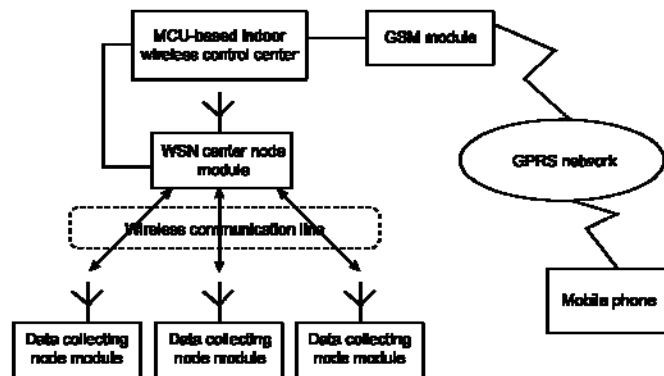 MCU-based indoor
wireless control center
GSM module
WSN center node
module
GPRS network
Wireless communication line
Mobile phone
Data collecting
node module
Data collecting
node module
Data collecting
node module